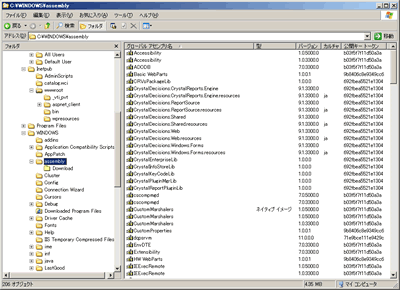 C:¥WINDOWS¥assembly
ファイル(F) 編集(E) 表示(V) お気に入り(A) ツール(T) ヘルプ(H)
戻る 検索 フォルダ
アドレス(D) C:¥WINDOWS¥assembly 移動
フォルダ
All Users
Default User
Inetpub
AdminScripts
catalog.wci
wwwroot
_vti_pvt
aspnet_client
bin
wpresources
Program Files
WINDOWS
addins
Application Compatibility Scripts
AppPatch
assembly
Download
Cluster
Config
Connection Wizard
Cursors
Debug
Downloaded Program Files
Driver Cache
Fonts
Help
IIS Temporary Compressed Files
ime
inf
java
LastGood
グローバル アセンブリ名 型 バージョン カルチャ 公開キー トークン
Accessibility 1.0.5000.0 b03f5f7f11d50a3a
Accessibility 1.0.3300.0 b03f5f7f11d50a3a
ADODB 7.0.3300.0 b03f5f7f11d50a3a
Basic WebParts 1.0.0.1
CRVsPackageLib 9.1.3300.0 692fbea5521e1304
CrystalDecisions.CrystalReports.Engine 9.1.3300.0 692fbea5521e1304
CrystalDecisions.CrystalReports.Engine.resources 9.1.3300.0 ja 692fbea5521e1304
CrystalDecisions.ReportSource 9.1.3300.0 692fbea5521e1304
CrystalDecisions.ReportSource.resources 9.1.3300.0 ja 692fbea5521e1304
CrystalDecisions.Shared 9.1.3300.0 692fbea5521e1304
CrystalDecisions.Shared.resources 9.1.3300.0 ja 692fbea5521e1304
CrystalDecisions.Web 9.1.3300.0 692fbea5521e1304
CrystalDecisions.Web.resources 9.1.3300.0 ja 692fbea5521e1304
CrystalDecisions.Windows.Forms 9.1.3300.0 692fbea5521e1304
CrystalDecisions.Windows.Forms.resources 9.1.3300.0 ja 692fbea5521e1304
CrystalEnterpriseLib 9.1.3300.0 692fbea5521e1304
CrystalInfoStoreLib 9.1.3300.0 692fbea5521e1304
CrystalKeyCodeLib 9.1.3300.0 692fbea5521e1304
CrystalPluginMgrLib 9.1.3300.0 692fbea5521e1304
CrystalReportPluginLib 9.1.3300.0 692fbea5521e1304
cscompmgd 7.0.5000.0 b03f5f7f11d50a3a
cscompmgd 7.0.3300.0 b03f5f7f11d50a3a
CustomMarshalers ネイティブ イメージ 1.0.5000.0 b03f5f7f11d50a3a
CustomMarshalers 1.0.5000.0 b03f5f7f11d50a3a
CustomMarshalers 1.0.3300.0 b03f5f7f11d50a3a
CustomProperties 1.0.0.1
dgsprvm 11.0.0.0
EnvDTE 7.0.3300.0 b03f5f7f11d50a3a
Extensibility 7.0.3300.0 b03f5f7f11d50a3a
HW WebParts 1.0.0.1
IEExecRemote 1.0.5000.0 b03f5f7f11d50a3a
IEExecRemote 1.0.3300.0 b03f5f7f11d50a3a
206 オブジェクト 4.05 MB マイ コンピュータ